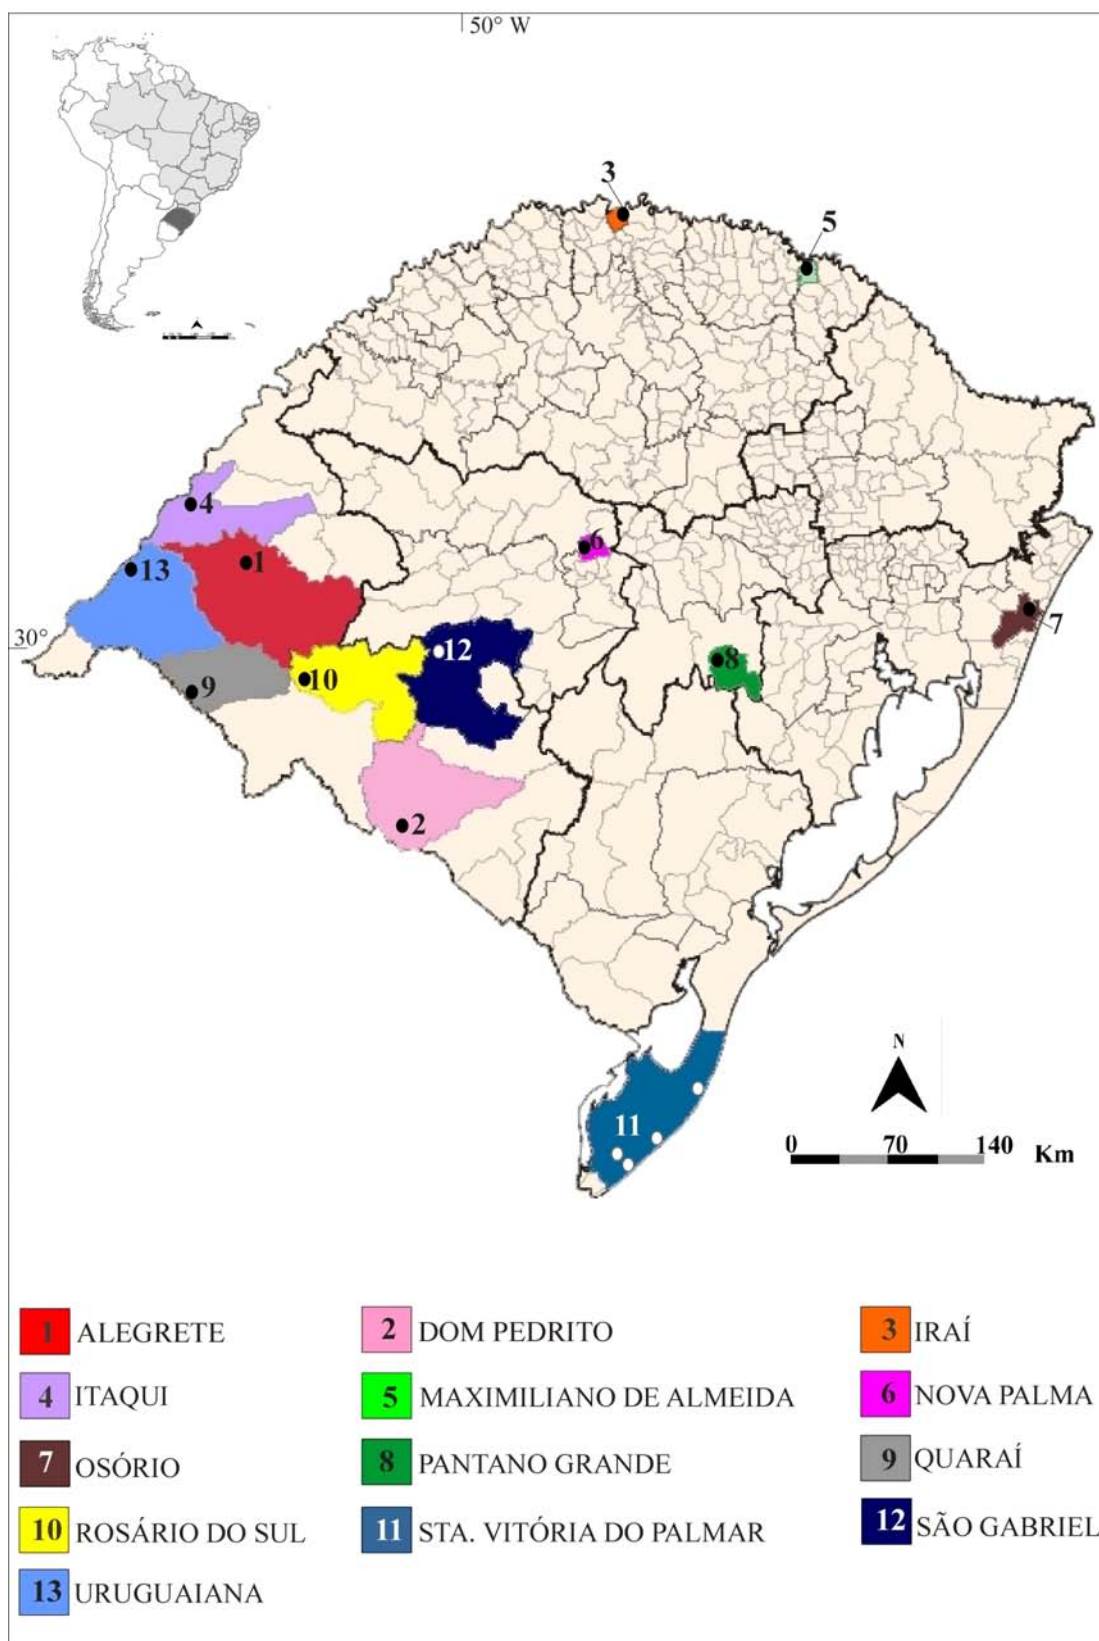 50° W
3
5
4
1
13
6
7
30°
12
8
10
9
2
N
11
0 70 140 Km
1 ALEGRETE 2 DOM PEDRITO 3 IRAÍ
4 ITAQUI 5 MAXIMILIANO DE ALMEIDA 6 NOVA PALMA
7 OSÓRIO 8 PANTANO GRANDE 9 QUARAÍ
10 ROSÁRIO DO SUL 11 STA. VITÓRIA DO PALMAR 12 SÃO GABRIEL
13 URUGUAIANA